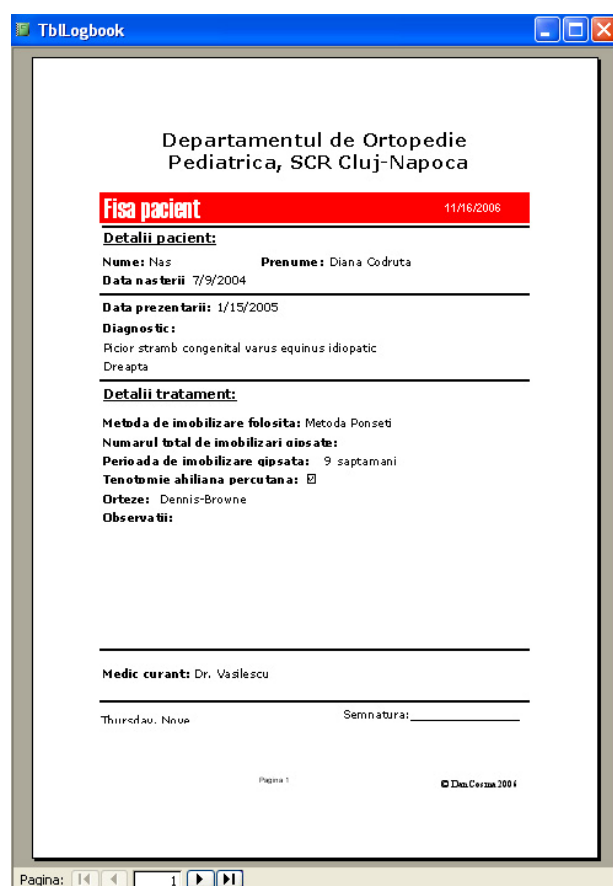 TblLogbook
Departamentul de Ortopedie
Pediatrica, SCR Cluj-Napoca
Fisa pacient 11/16/2006
Detalii pacient:
Nume: Nas Prenume: Diana Codruta
Data nasterii 7/9/2004
Data prezentarii: 1/15/2005
Diagnostic:
Picior stramb congenital varus equinus idiopatic
Dreapta
Detalii tratament:
Metoda de imobilizare folosita: Metoda Ponseti
Numarul total de imobilizari gipsate:
Perioada de imobilizare gipsata: 9 saptamani
Tenotomie ahiliana percutana: ☑
Orteze: Dennis-Browne
Observatii:
Medic curant: Dr. Vasilescu
Thursday, Nove Semnatura:
Pagina 1 © Dan Cosma 2006
Pagina: 1